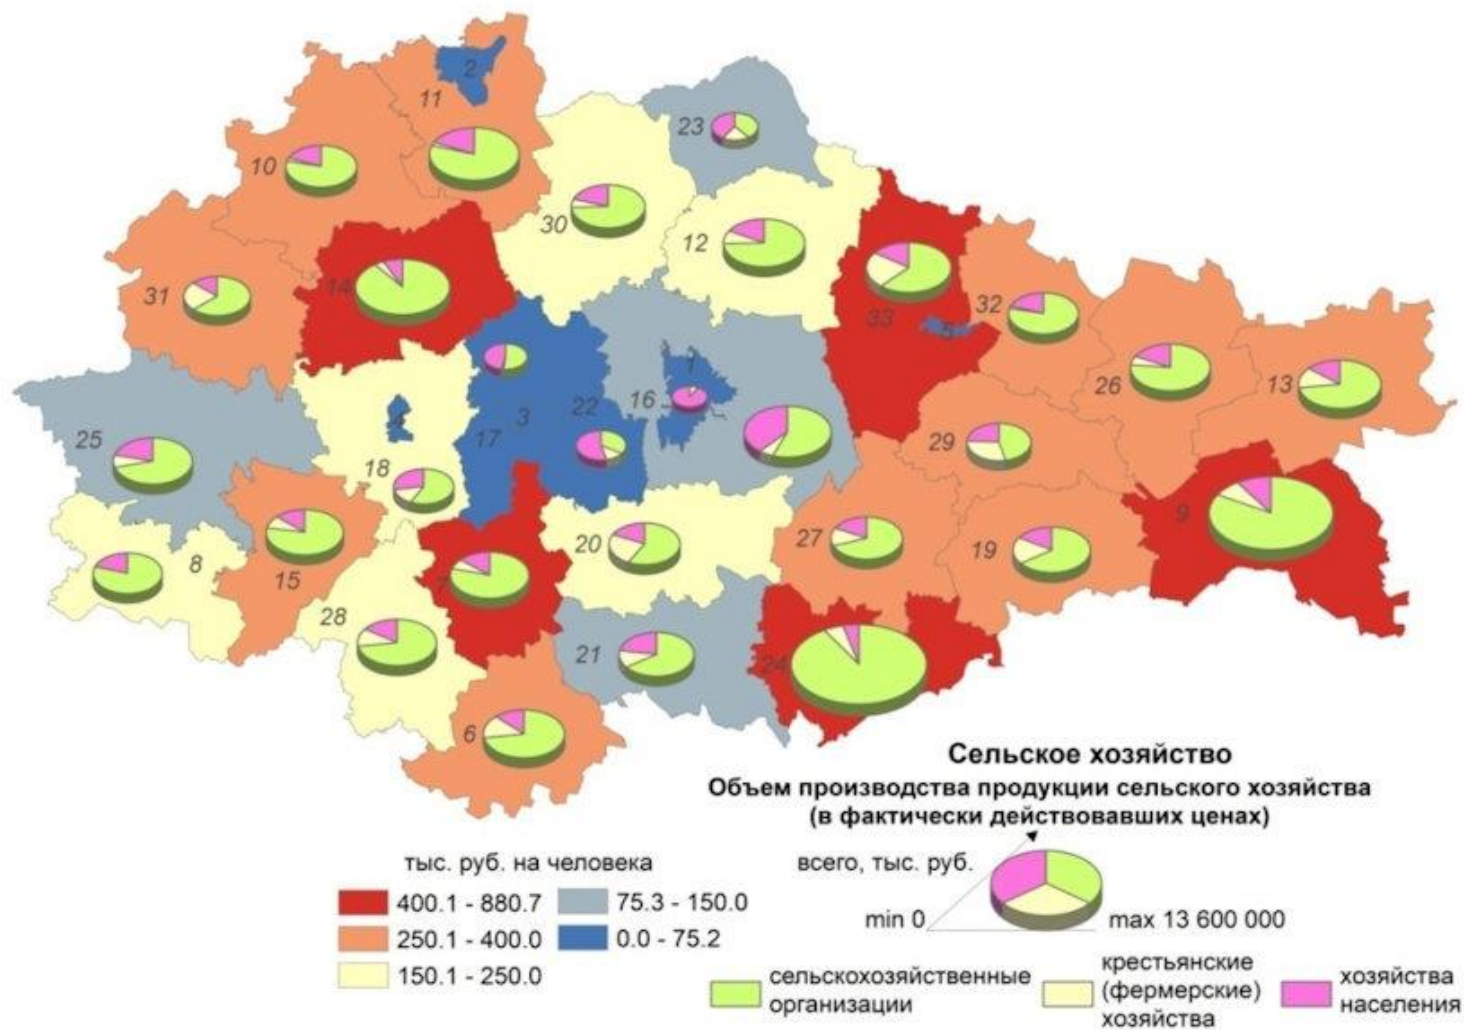 2
11
23
10
30
12
31
14
32
33
5
26
13
1
16
3
22
17
4
25
18
29
9
8
15
20
27
19
7
28
21
24
6
Сельское хозяйство
Объем производства продукции сельского хозяйства
(в фактически действовавших ценах)
тыс. руб. на человека
400.1 - 880.7
250.1 - 400.0
150.1 - 250.0
75.3 - 150.0
0.0 - 75.2
всего, тыс. руб.
min 0
max 13 600 000
сельскохозяйственные
организации
крестьянские
(фермерские)
хозяйства
хозяйства
населения